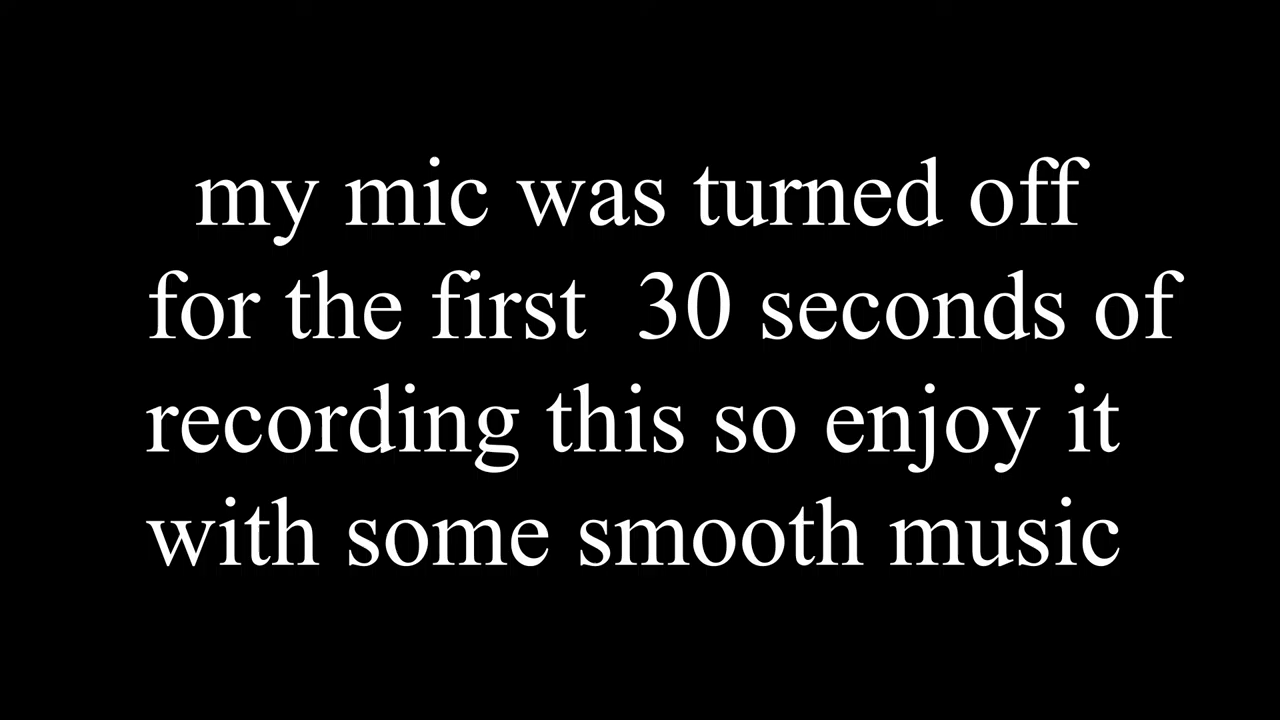 my mic was turned off
for the first  30 seconds of
recording this so enjoy it
with some smooth music